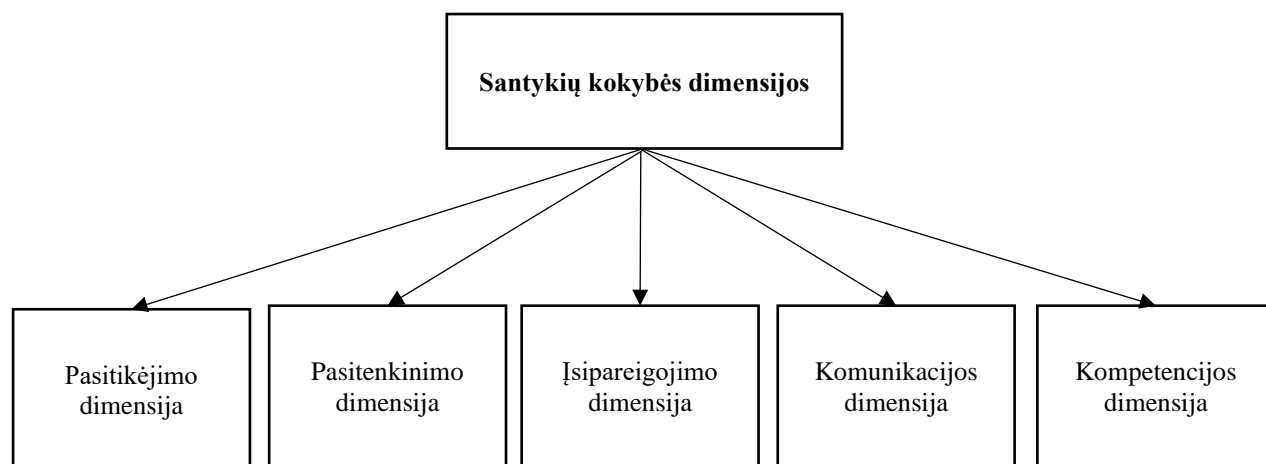 Santykių kokybės dimensijos
Pasitikėjimo
dimensija
Pasitenkinimo
dimensija
Įsipareigojimo
dimensija
Komunikacijos
dimensija
Kompetencijos
dimensija